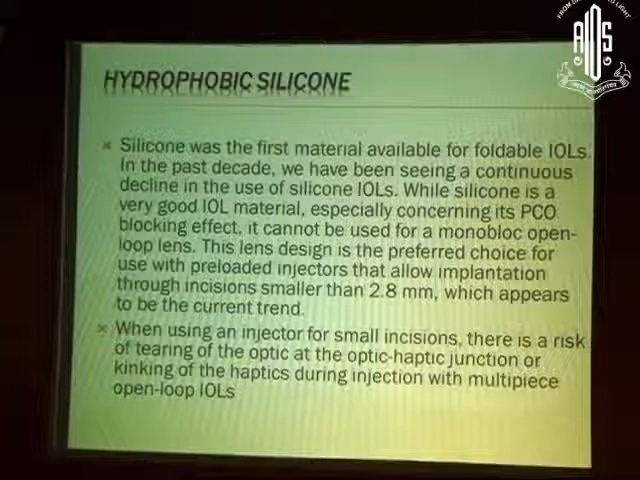 FROM DARKNESS TO LIGHT
AIOS
HYDROPHOBIC SILICONE
Silicone was the first material available for foldable IOLs.
In the past decade, we have been seeing a continuous
decline in the use of silicone IOLs. While silicone is a
very good IOL material, especially concerning its PCO
blocking effect, it cannot be used for a monobloc open-
loop lens. This lens design is the preferred choice for
use with preloaded injectors that allow implantation
through incisions smaller than 2.8 mm, which appears
to be the current trend.
When using an injector for small incisions, there is a risk
of tearing of the optic at the optic-haptic junction or
kinking of the haptics during injection with multipiece
open-loop IOLs